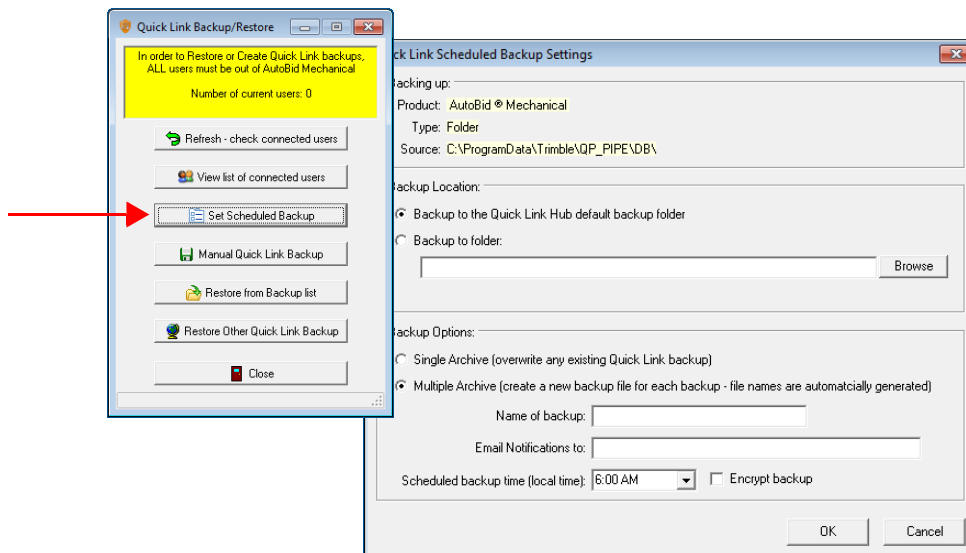 Quick Link Backup/Restore
In order to Restore or Create Quick Link backups,
ALL users must be out of AutoBid Mechanical
Number of current users: 0
Refresh - check connected users
View list of connected users
Set Scheduled Backup
Manual Quick Link Backup
Restore from Backup list
Restore Other Quick Link Backup
Close
ck Link Scheduled Backup Settings
Backing up:
Product: AutoBid ® Mechanical
Type: Folder
Source: C:\ProgramData\Trimble\QP_PIPE\DB\
Backup Location:
Backup to the Quick Link Hub default backup folder
Backup to folder:
Browse
Backup Options:
Single Archive (overwrite any existing Quick Link backup)
Multiple Archive (create a new backup file for each backup - file names are automatcially generated)
Name of backup:
Email Notifications to:
Scheduled backup time (local time): 6:00 AM Encrypt backup
OK Cancel